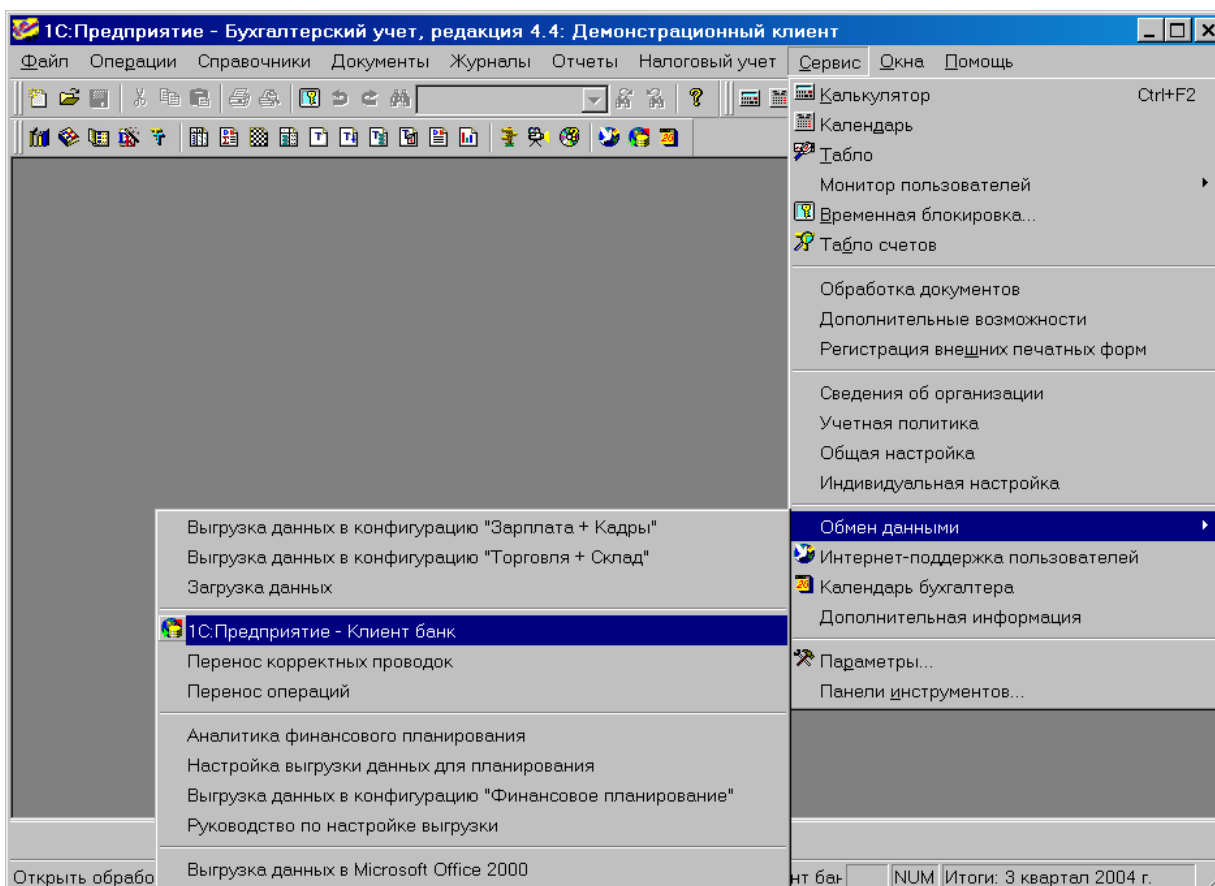 1С:Предприятие - Бухгалтерский учет, редакция 4.4: Демонстрационный клиент
Файл Операции Справочники Документы Журналы Отчеты Налоговый учет Сервис Окна Помощь
Калькулятор Ctrl+F2
Календарь
Табло
Монитор пользователей
Временная блокировка...
Табло счетов
Обработка документов
Дополнительные возможности
Регистрация внешних печатных форм
Сведения об организации
Учетная политика
Общая настройка
Индивидуальная настройка
Обмен данными
Интернет-поддержка пользователей
Календарь бухгалтера
Дополнительная информация
Параметры...
Панели инструментов...
Выгрузка данных в конфигурацию "Зарплата + Кадры"
Выгрузка данных в конфигурацию "Торговля + Склад"
Загрузка данных
1С:Предприятие - Клиент банк
Перенос корректных проводок
Перенос операций
Аналитика финансового планирования
Настройка выгрузки данных для планирования
Выгрузка данных в конфигурацию "Финансовое планирование"
Руководство по настройке выгрузки
Выгрузка данных в Microsoft Office 2000
Открыть обрабо нт бан NUM Итоги: 3 квартал 2004 г.